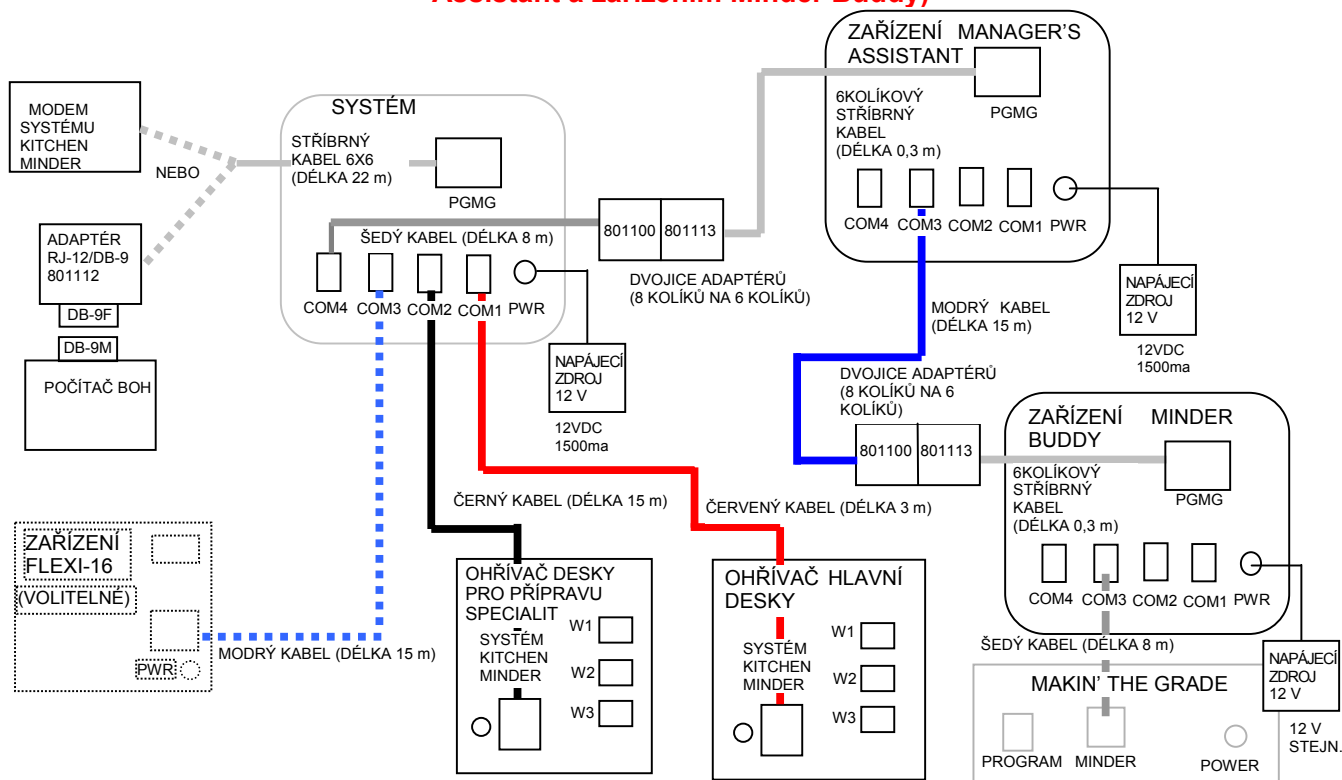 Assistant a zařízením Minder Buddy)
MODEM
SYSTÉMU
KITCHEN
MINDER
NEBO
ADAPTÉR
RJ-12/DB-9
801112
DB-9F
DB-9M
POČÍTAČ BOH
SYSTÉM
STŘÍBRNÝ
KABEL 6X6
(DÉLKA 22 m)
PGMG
ŠEDÝ KABEL (DÉLKA 8 m)
COM4
COM3
COM2
COM1
PWR
NAPÁJECÍ
ZDROJ
12 V
12VDC
1500ma
801100
801113
DVOJICE ADAPTÉRŮ
(8 KOLÍKŮ NA 6 KOLÍKŮ)
ZAŘÍZENÍ MANAGER'S
ASSISTANT
PGMG
6KOLÍKOVÝ
STŘÍBRNÝ
KABEL
(DÉLKA 0,3 m)
COM4
COM3
COM2
COM1
PWR
NAPÁJECÍ
ZDROJ
12 V
12VDC
1500ma
MODRÝ KABEL
(DÉLKA 15 m)
DVOJICE ADAPTÉRŮ
(8 KOLÍKŮ NA 6
KOLÍKŮ)
801100
801113
ZAŘÍZENÍ MINDER
BUDDY
6KOLÍKOVÝ
STŘÍBRNÝ
KABEL
(DÉLKA 0,3 m)
PGMG
COM4
COM3
COM2
COM1
PWR
NAPÁJECÍ
ZDROJ
12 V
12 V
STEJN.
ŠEDÝ KABEL (DÉLKA 8 m)
MAKIN' THE GRADE
PROGRAM
MINDER
POWER
ČERNÝ KABEL (DÉLKA 15 m)
ČERVENÝ KABEL (DÉLKA 3 m)
ZAŘÍZENÍ
FLEXI-16
(VOLITELNÉ)
PWR
MODRÝ KABEL (DÉLKA 15 m)
OHŘÍVAČ DESKY
PRO PŘÍPRAVU
SPECIALIT
SYSTÉM
KITCHEN
MINDER
W1
W2
W3
OHŘÍVAČ HLAVNÍ
DESKY
SYSTÉM
KITCHEN
MINDER
W1
W2
W3